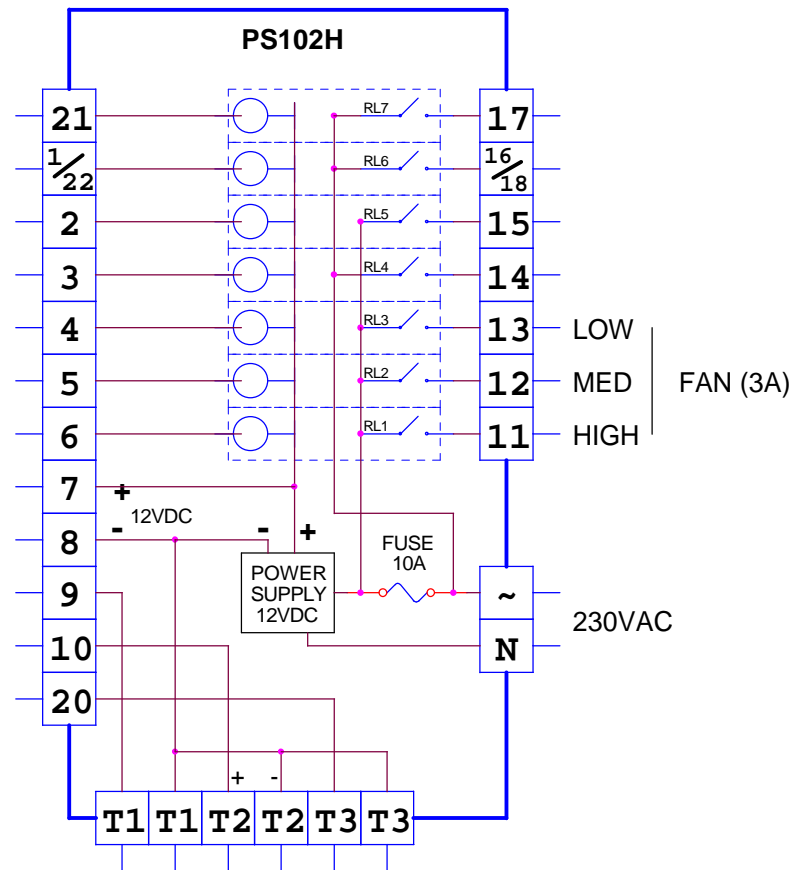 PS102H
21 RL7 17
1/22 RL6 16/18
2 RL5 15
3 RL4 14
4 RL3 13 LOW
5 RL2 12 MED FAN (3A)
6 RL1 11 HIGH
7 +
- 12VDC - +
8 FUSE
10A
9 POWER
SUPPLY
12VDC ~
230VAC
10 N
20
+ -
T1 T1 T2 T2 T3 T3